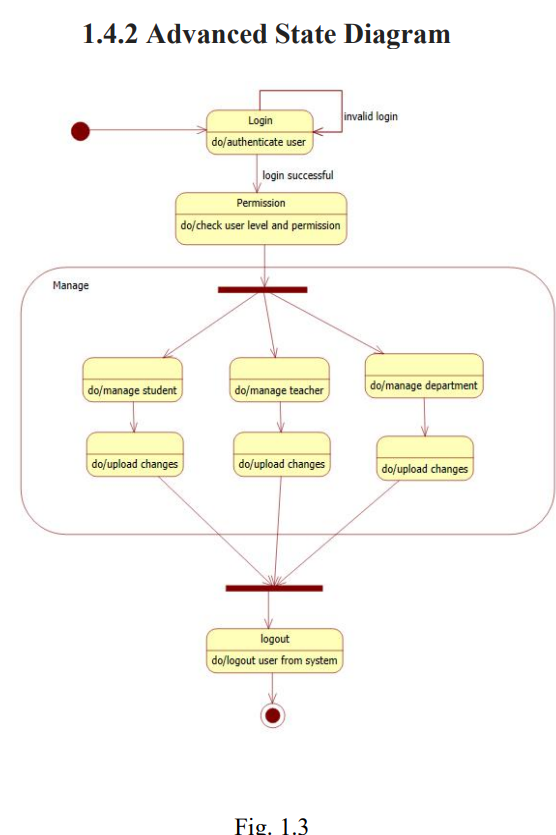 1.4.2 Advanced State Diagram
Login
invalid login
do/authenticate user
login successful
Permission
do/check user level and permission
Manage
do/manage student
do/manage teacher
do/manage department
do/upload changes
do/upload changes
do/upload changes
logout
do/logout user from system
Fig. 1.3